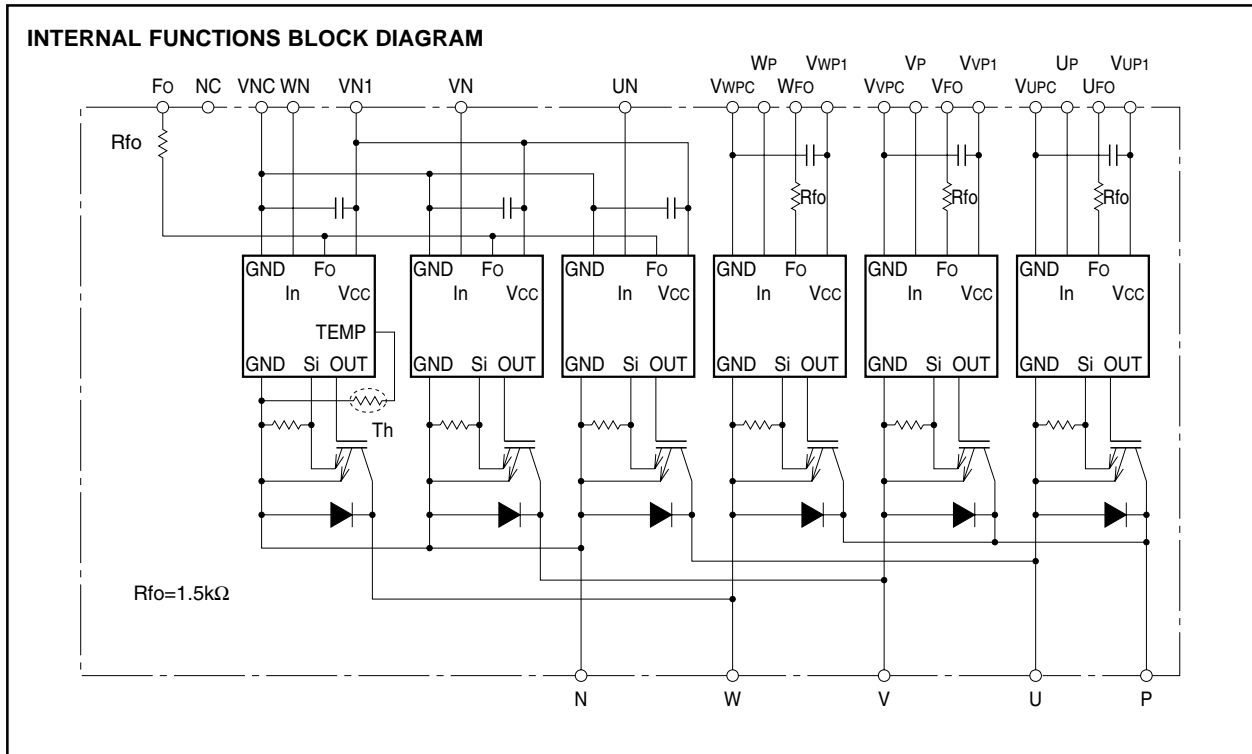 INTERNAL FUNCTIONS BLOCK DIAGRAM
WP VWP1 VP VVP1 UP VUP1
FO NC VNC WN VN1 VN UN VWPC WFO VVPC VFO VUPC UFO
Rfo
Rfo Rfo Rfo
GND FO GND FO GND FO GND FO GND FO GND FO
In VCC In VCC In VCC In VCC In VCC In VCC
TEMP
GND Si OUT GND Si OUT GND Si OUT GND Si OUT GND Si OUT GND Si OUT
Th
Rfo=1.5kΩ
N W V U P